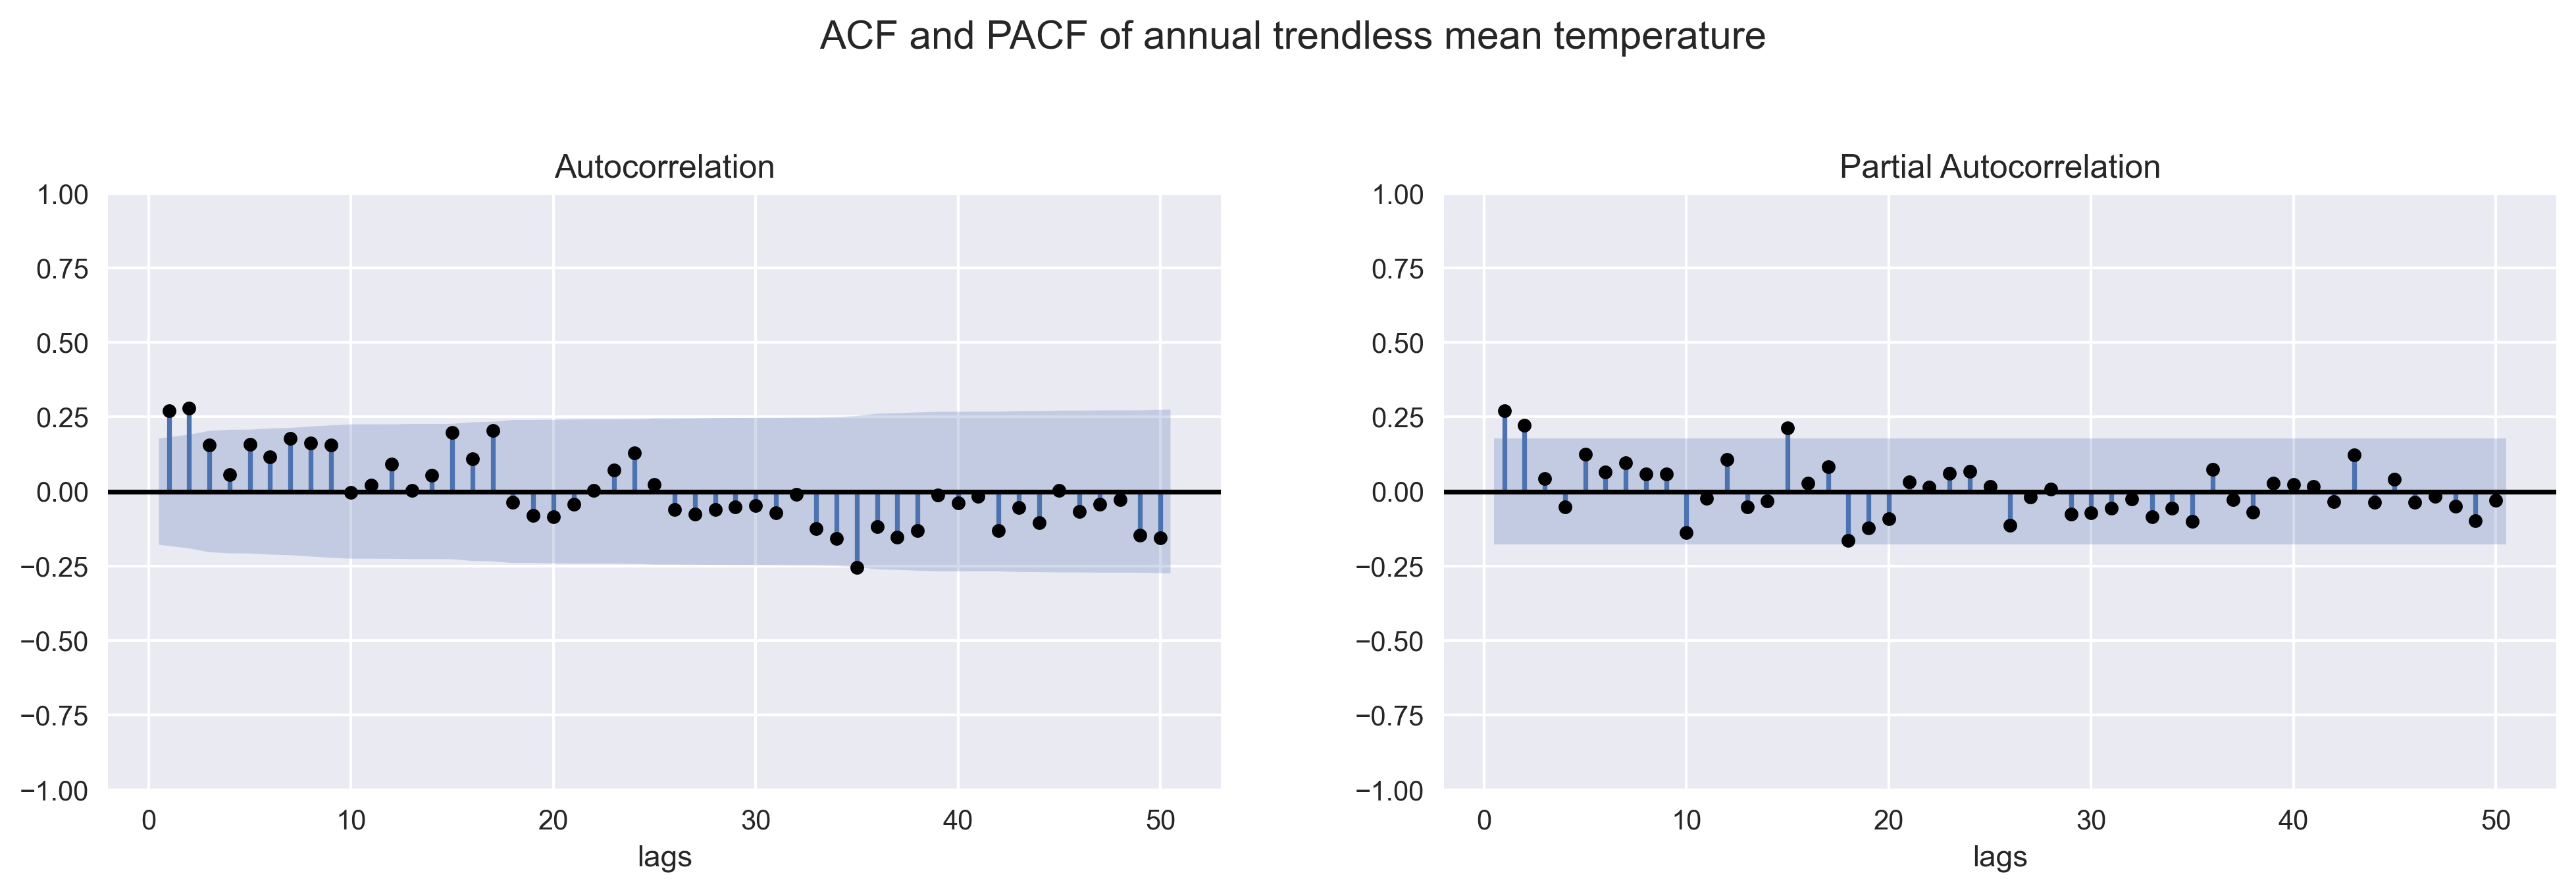 ACF and PACF of annual trendless mean temperature
Autocorrelation
1.00
0.75
0.50
0.25
0.00
−0.25
−0.50
−0.75
−1.00
0 10 20 30 40 50
lags
Partial Autocorrelation
1.00
0.75
0.50
0.25
0.00
−0.25
−0.50
−0.75
−1.00
0 10 20 30 40 50
lags